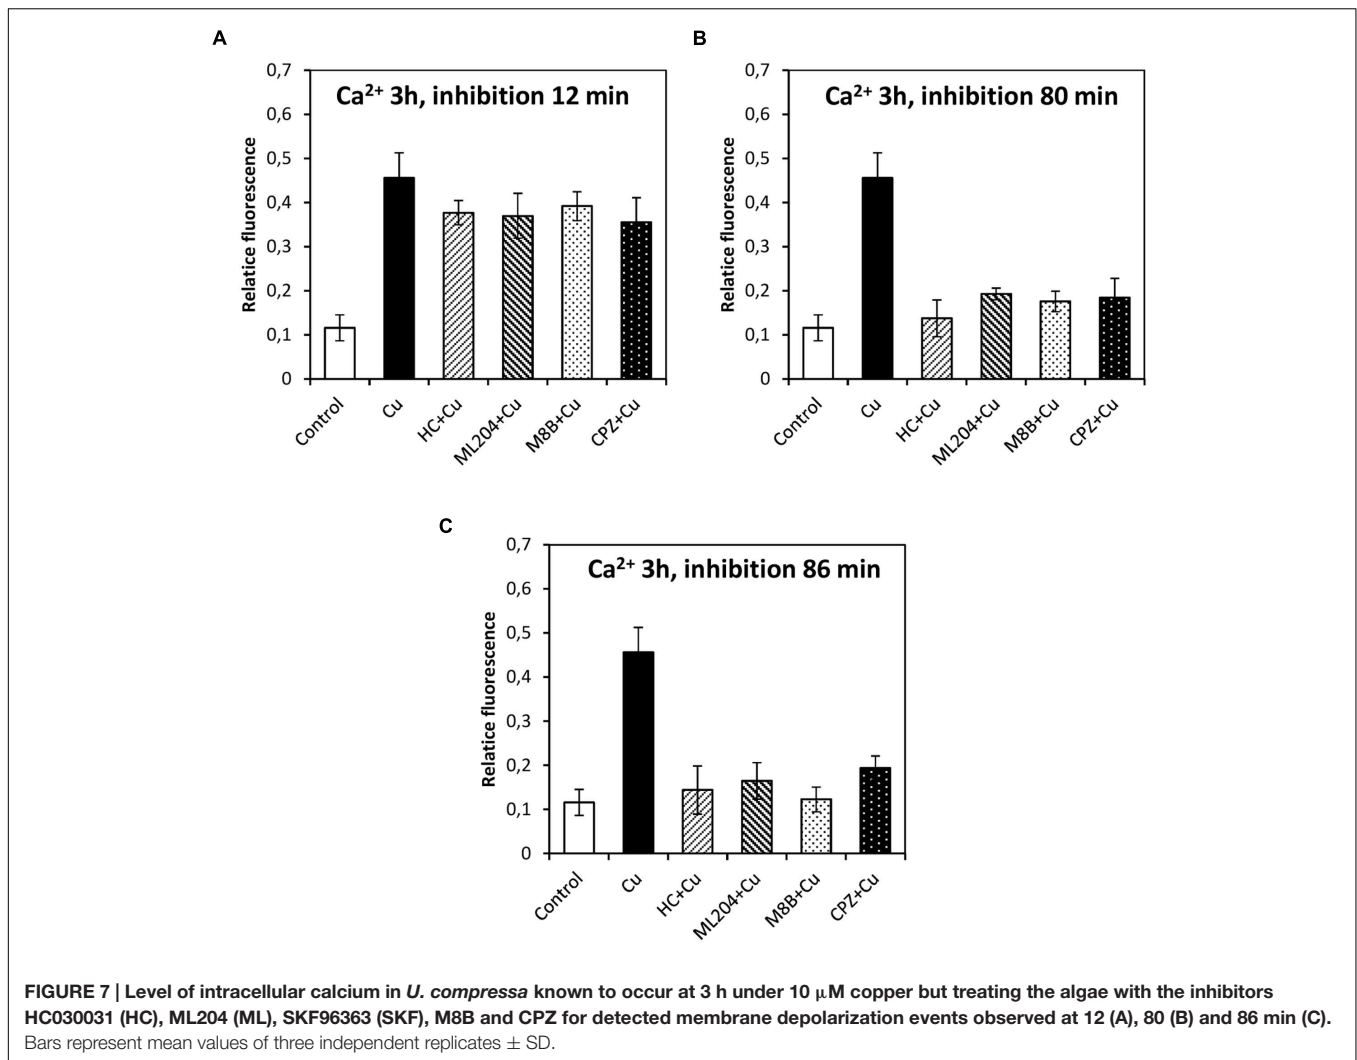 A
Ca2+ 3h, inhibition 12 min
Relatice fluorescence
0,7
0,6
0,5
0,4
0,3
0,2
0,1
0
Control
Cu
HC+Cu
ML204+Cu
M8B+Cu
CPZ+Cu
B
Ca2+ 3h, inhibition 80 min
Relatice fluorescence
0,7
0,6
0,5
0,4
0,3
0,2
0,1
0
Control
Cu
HC+Cu
ML204+Cu
M8B+Cu
CPZ+Cu
C
Ca2+ 3h, inhibition 86 min
Relatice fluorescence
0,7
0,6
0,5
0,4
0,3
0,2
0,1
0
Control
Cu
HC+Cu
ML204+Cu
M8B+Cu
CPZ+Cu
FIGURE 7 | Level of intracellular calcium in U. compressa known to occur at 3 h under 10 μM copper but treating the algae with the inhibitors
HC030031 (HC), ML204 (ML), SKF96363 (SKF), M8B and CPZ for detected membrane depolarization events observed at 12 (A), 80 (B) and 86 min (C).
Bars represent mean values of three independent replicates ± SD.